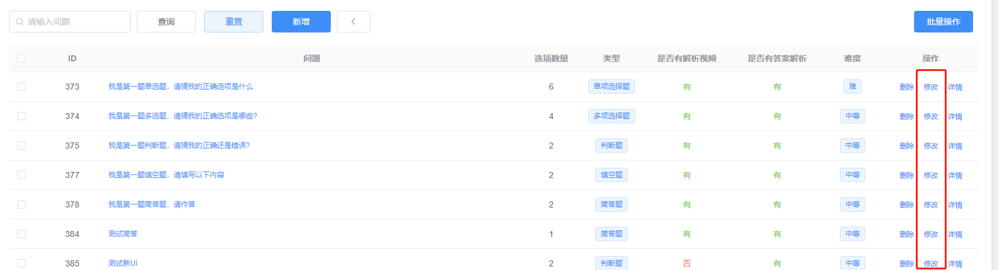 请输入问题 查询 重置 新增 < 批量操作
ID 问题 选项数量 类型 是否有解析视频 是否有答案解析 难度 操作
373 我是第一题单选题，请猜我的正确选项是什么 6 单项选择题 有 有 难 删除 修改 详情
374 我是第一题多选题，请猜我的正确选项是哪些? 4 多项选择题 有 有 中等 删除 修改 详情
375 我是第一题判断题，请猜我的正确还是错误? 2 判断题 有 有 中等 删除 修改 详情
377 我是第一题填空题，请填写以下内容 2 填空题 有 有 中等 删除 修改 详情
378 我是第一题简答题，请作答 2 简答题 有 有 中等 删除 修改 详情
384 测试简答 1 简答题 有 有 中等 删除 修改 详情
385 测试新UI 2 判断题 否 有 中等 删除 修改 详情